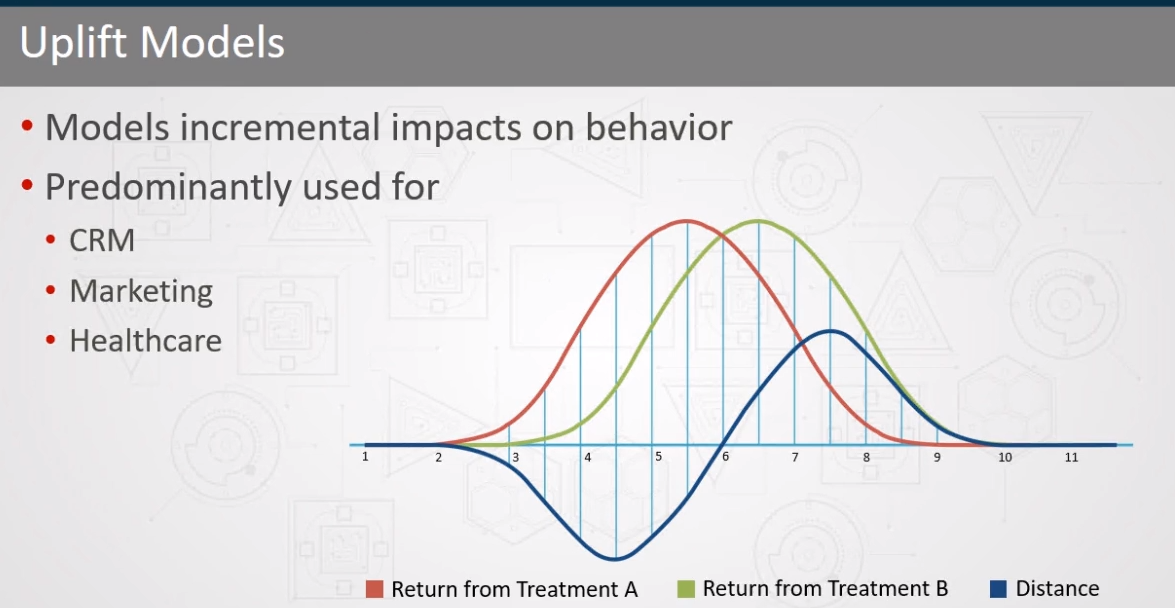 Uplift Models
• Models incremental impacts on behavior
• Predominantly used for
• CRM
• Marketing
• Healthcare
1 2 3 4 5 6 7 8 9 10 11
Return from Treatment A Return from Treatment B Distance